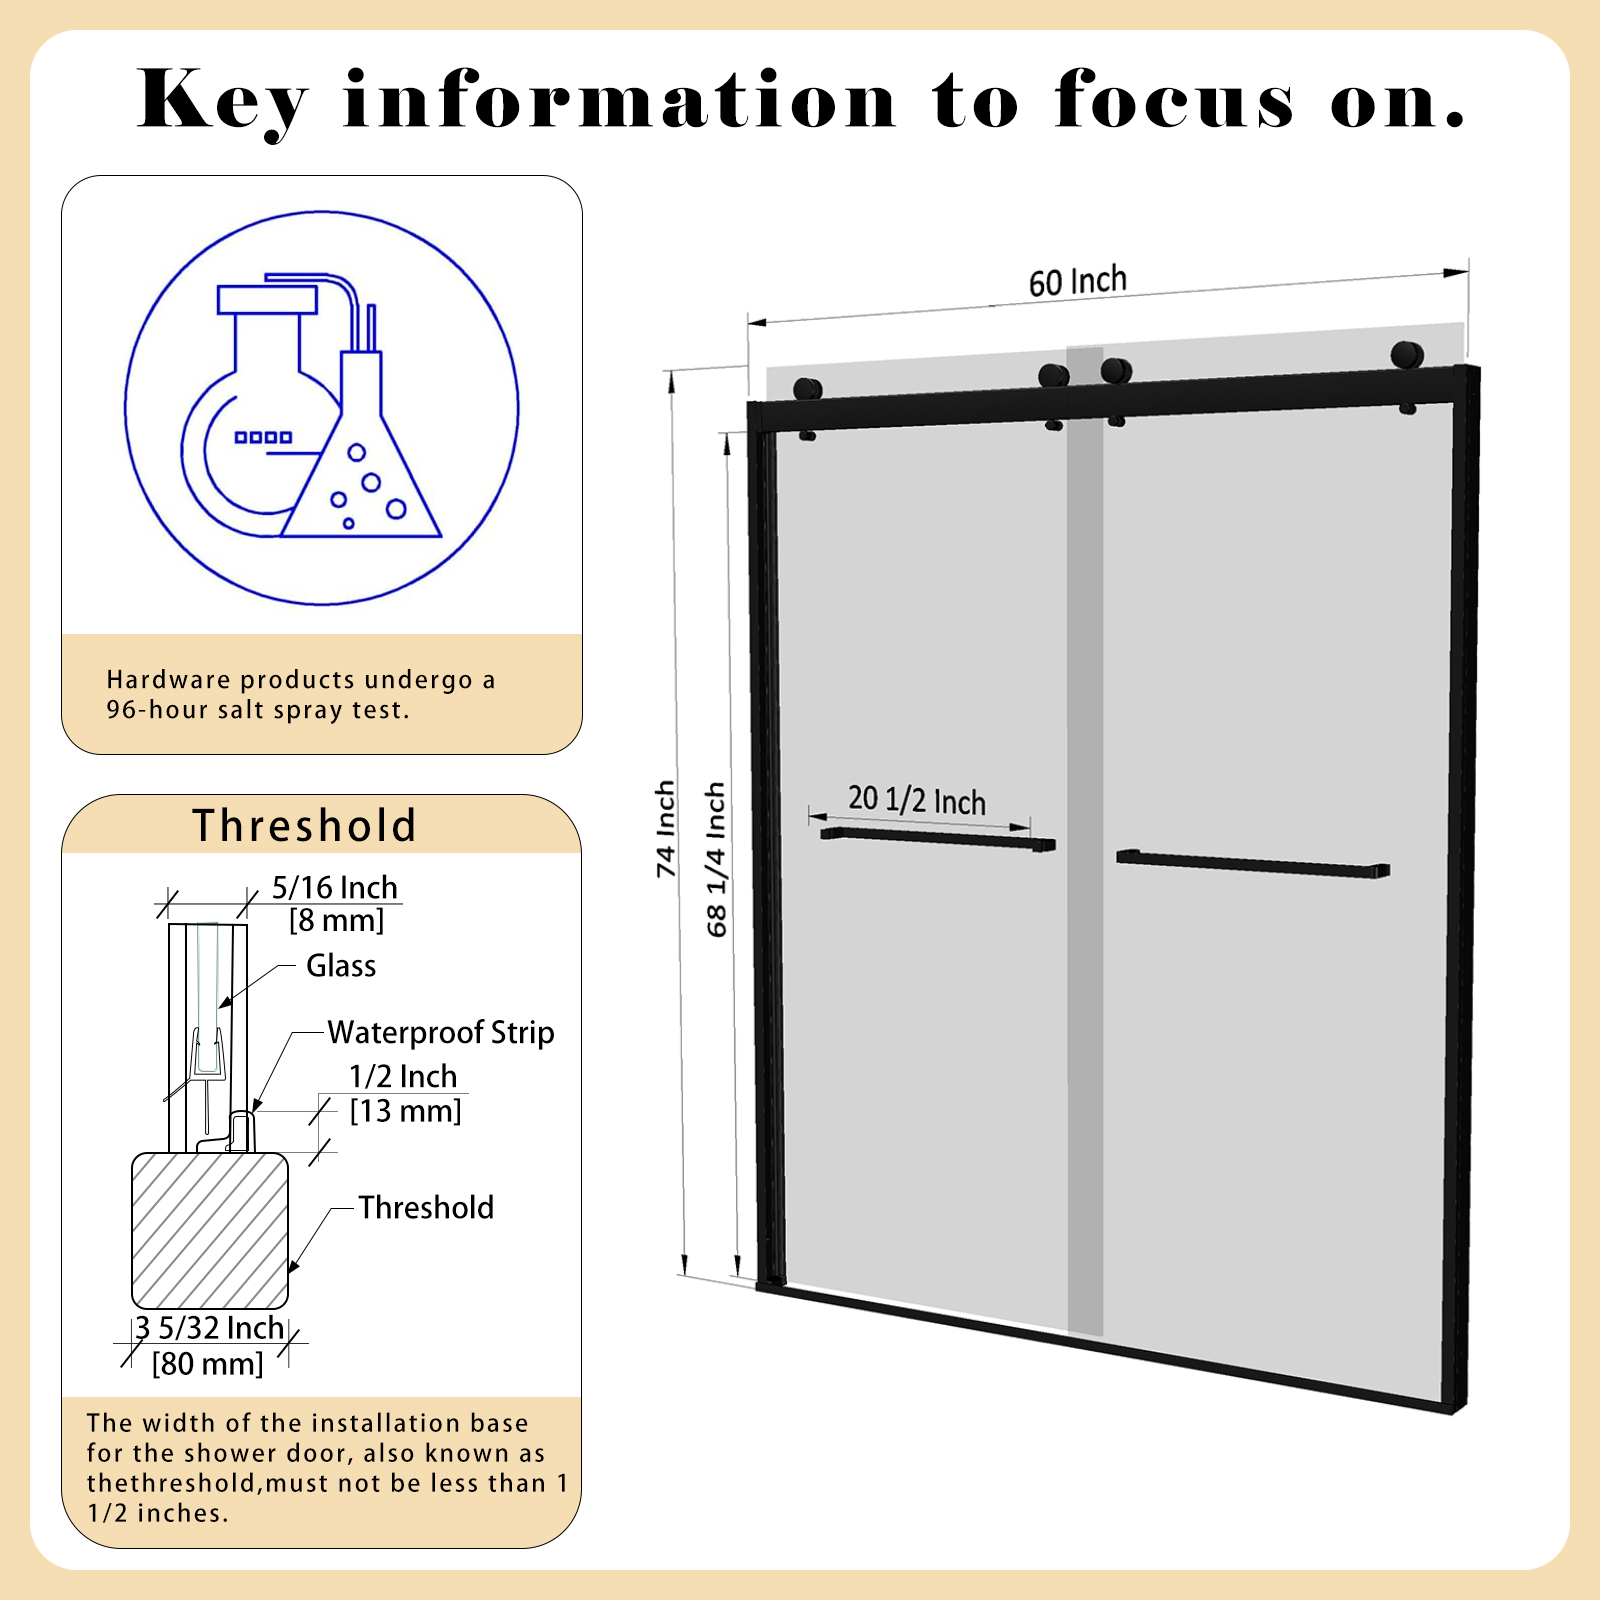 Key information to focus on.
Hardware products undergo a
96-hour salt spray test.
Threshold
5/16 Inch
[8 mm]
Glass
Waterproof Strip
1/2 Inch
[13 mm]
Threshold
3 5/32 Inch
[80 mm]
The width of the installation base
for the shower door, also known as
thethreshold,must not be less than 1
1/2 inches.
60 Inch
74 Inch
68 1/4 Inch
20 1/2 Inch